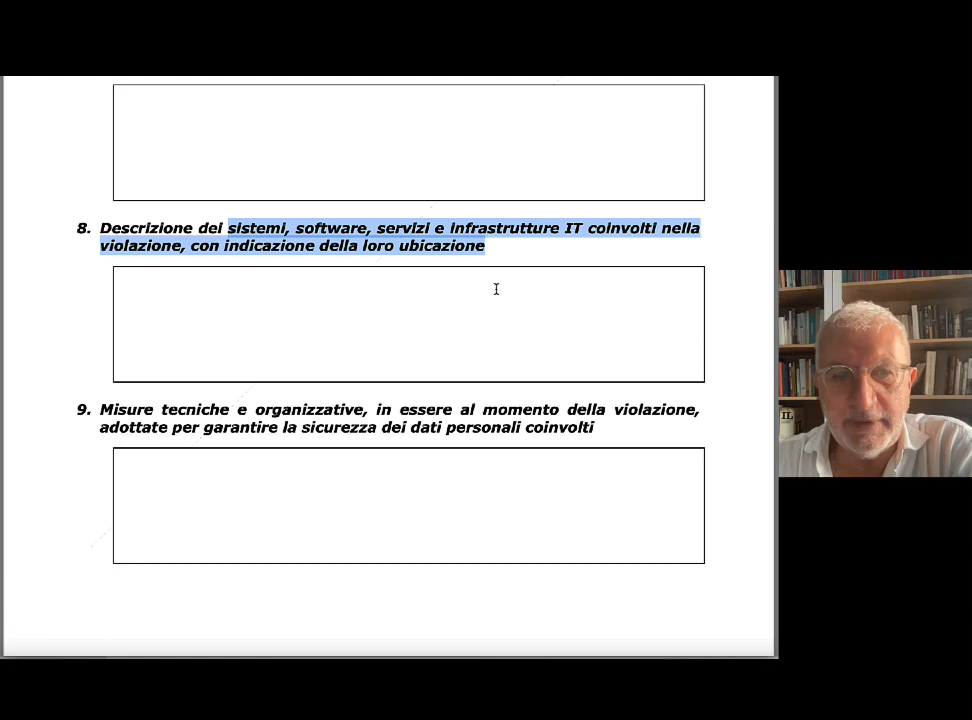 8. Descrizione dei sistemi, software, servizi e infrastrutture IT coinvolti nella
violazione, con indicazione della loro ubicazione
9. Misure tecniche e organizzative, in essere al momento della violazione,
adottate per garantire la sicurezza dei dati personali coinvolti